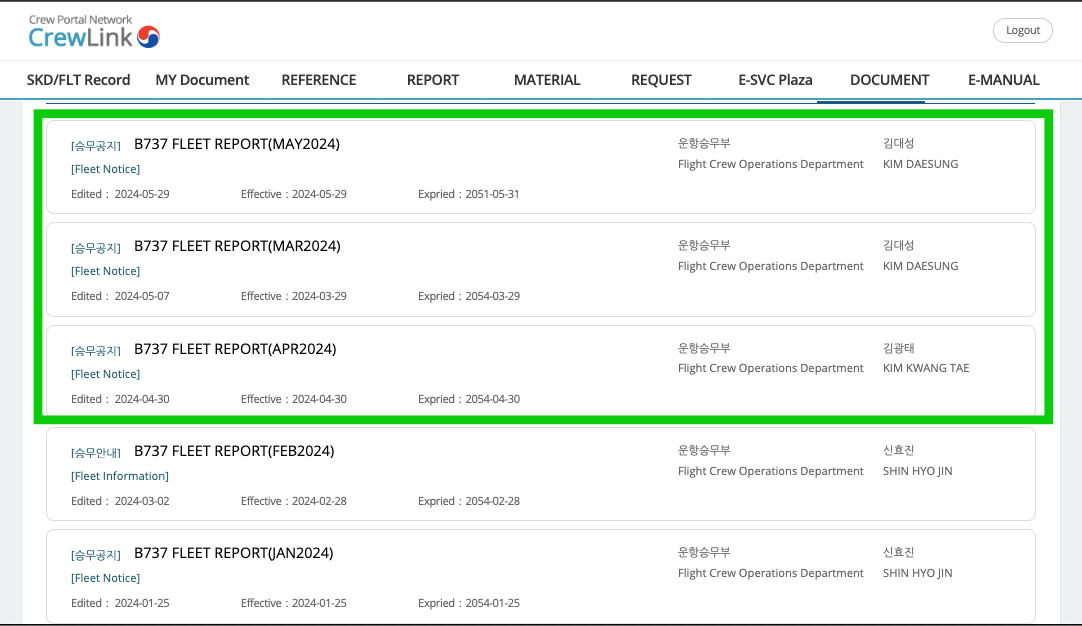 Crew Portal Network
CrewLink
Logout
SKD/FLT Record MY Document REFERENCE REPORT MATERIAL REQUEST E-SVC Plaza DOCUMENT E-MANUAL
[승무공지] B737 FLEET REPORT(MAY2024) 운항승무부 김대성
[Fleet Notice] Flight Crew Operations Department KIM DAESUNG
Edited : 2024-05-29 Effective : 2024-05-29 Expried : 2051-05-31
[승무공지] B737 FLEET REPORT(MAR2024) 운항승무부 김대성
[Fleet Notice] Flight Crew Operations Department KIM DAESUNG
Edited : 2024-05-07 Effective : 2024-03-29 Expried : 2054-03-29
[승무공지] B737 FLEET REPORT(APR2024) 운항승무부 김광태
[Fleet Notice] Flight Crew Operations Department KIM KWANG TAE
Edited : 2024-04-30 Effective : 2024-04-30 Expried : 2054-04-30
[승무안내] B737 FLEET REPORT(FEB2024) 운항승무부 신효진
[Fleet Information] Flight Crew Operations Department SHIN HYO JIN
Edited : 2024-03-02 Effective : 2024-02-28 Expried : 2054-02-28
[승무공지] B737 FLEET REPORT(JAN2024) 운항승무부 신효진
[Fleet Notice] Flight Crew Operations Department SHIN HYO JIN
Edited : 2024-01-25 Effective : 2024-01-25 Expried : 2054-01-25